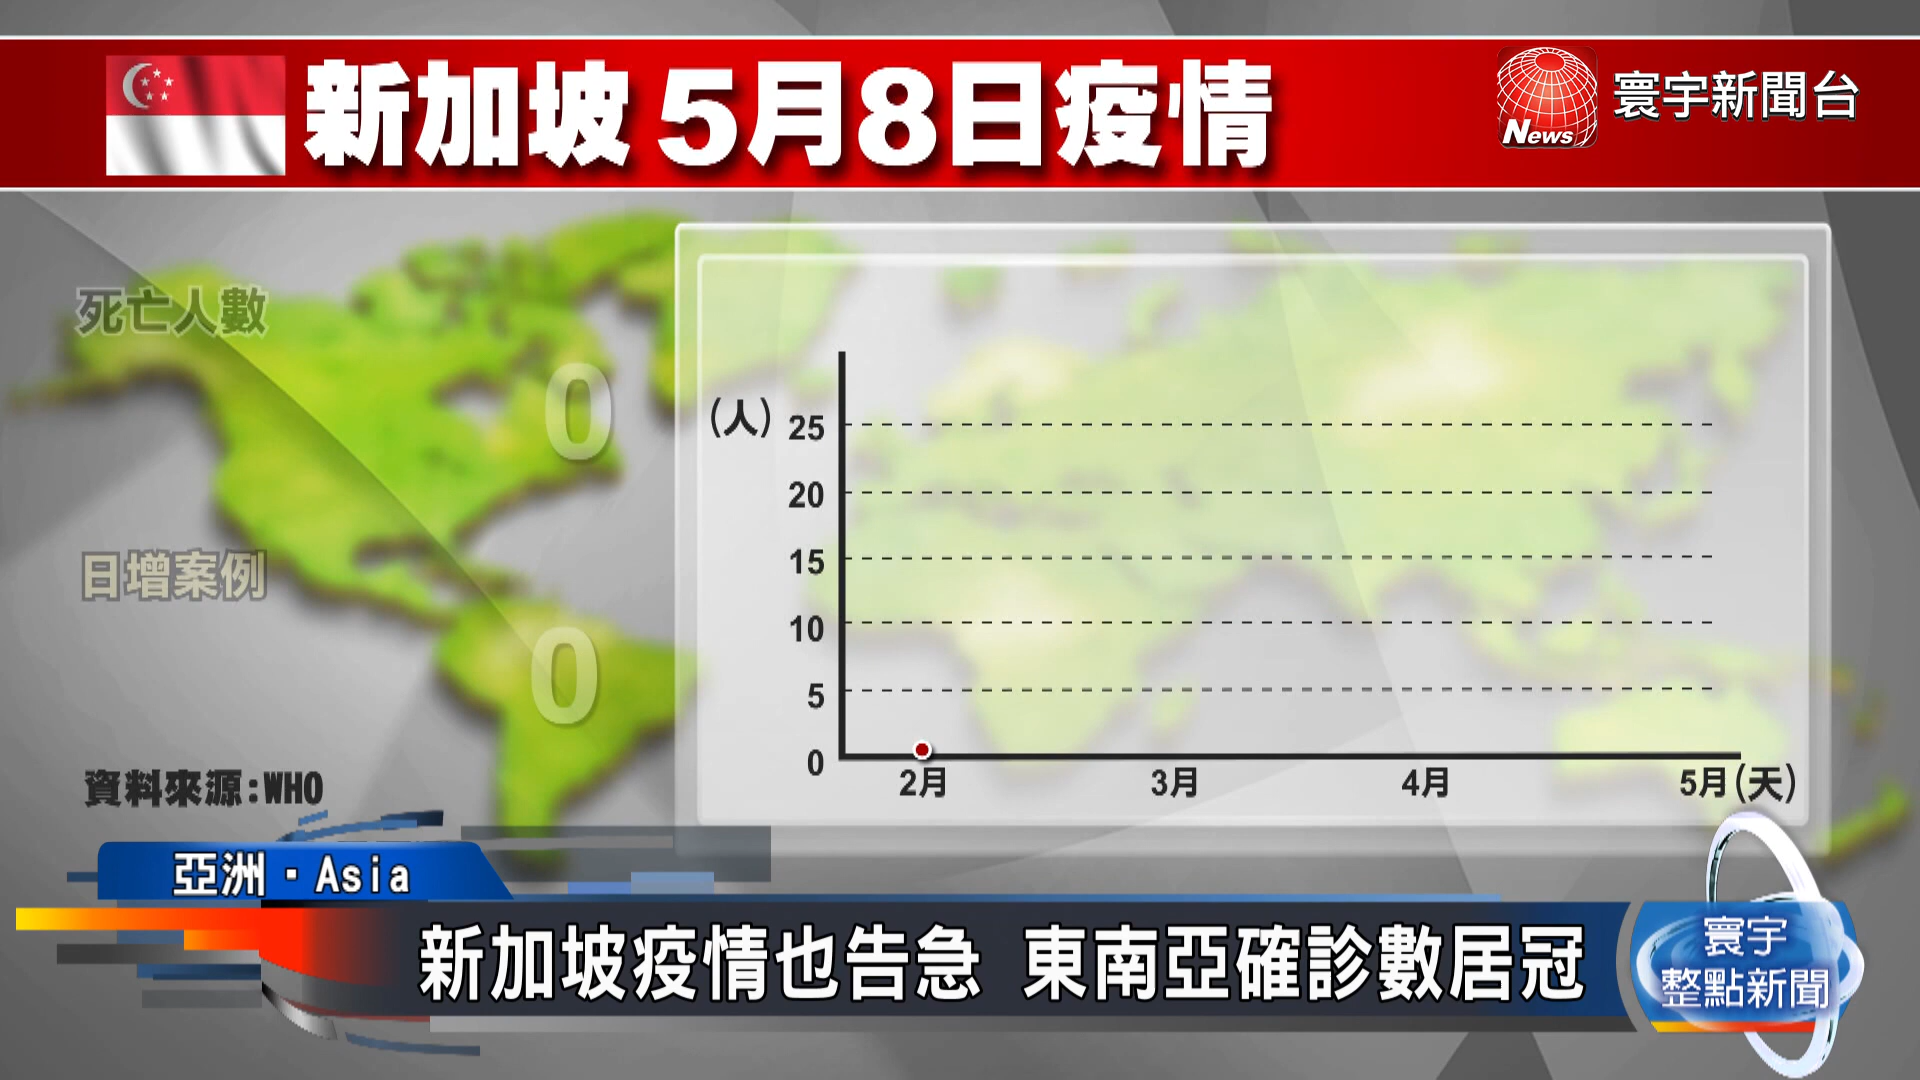 新加坡5月8日疫情
News
寰宇新聞台
死亡人數
0
日增案例
0
資料來源:WHO
(人)
25
20
15
10
5
0
2月 3月 4月 5月(天)
亞洲·Asia
新加坡疫情也告急 東南亞確診數居冠
寰宇
整點新聞